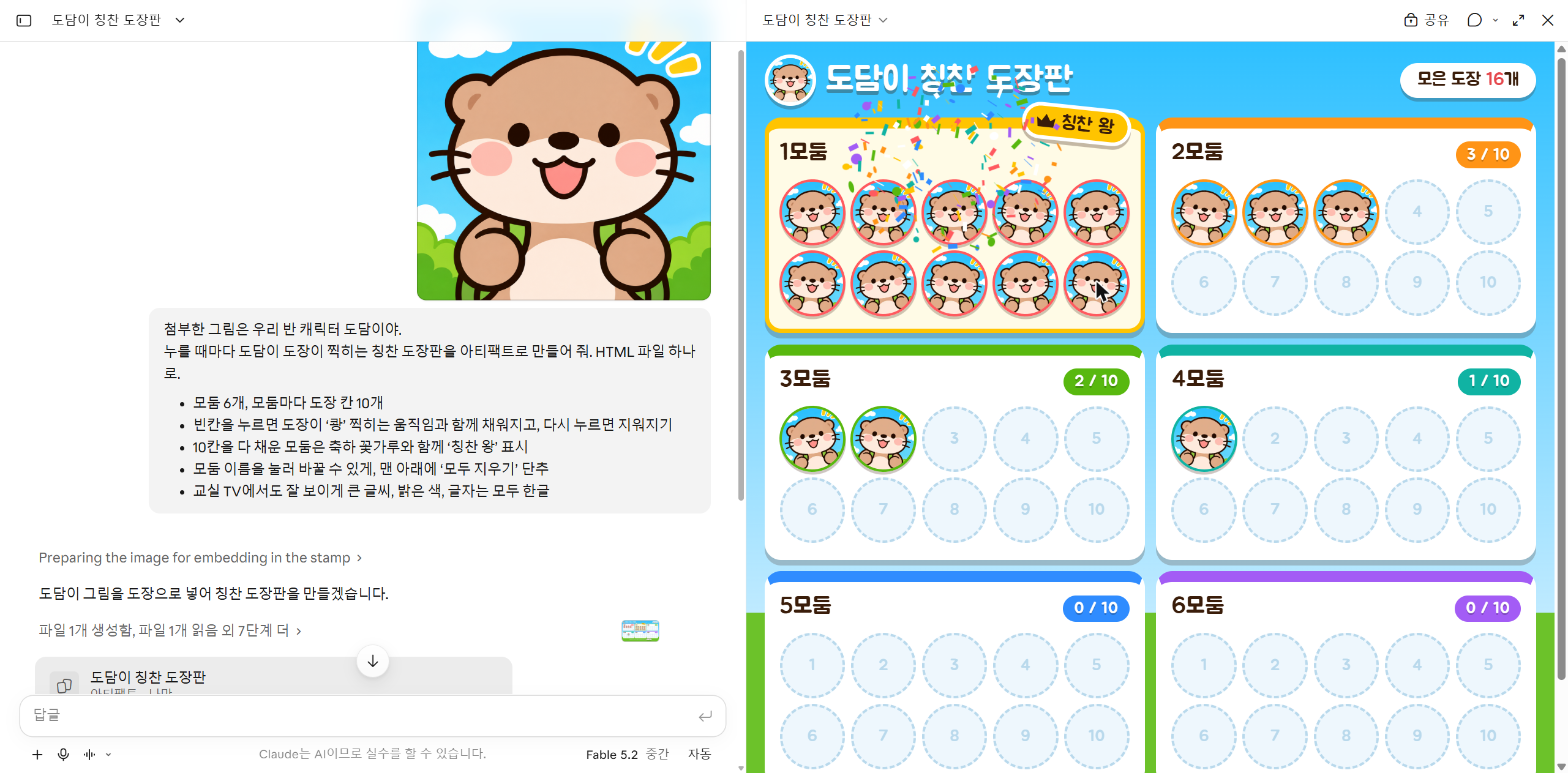 도담이 칭찬 도장판
첨부한 그림은 우리 반 캐릭터 도담이야.
누를 때마다 도담이 도장이 찍히는 칭찬 도장판을 아티팩트로 만들어 줘. HTML 파일 하나
로.
• 모둠 6개, 모둠마다 도장 칸 10개
• 빈칸을 누르면 도장이 ‘쾅’ 찍히는 움직임과 함께 채워지고, 다시 누르면 지워지기
• 10칸을 다 채운 모둠은 축하 꽃가루와 함께 ‘칭찬 왕’ 표시
• 모둠 이름을 눌러 바꿀 수 있게, 맨 아래에 ‘모두 지우기’ 단추
• 교실 TV에서도 잘 보이게 큰 글씨, 밝은 색, 글자는 모두 한글
Preparing the image for embedding in the stamp
도담이 그림을 도장으로 넣어 칭찬 도장판을 만들겠습니다.
파일 1개 생성함, 파일 1개 읽음 외 7단계 더
도담이 칭찬 도장판
답글
Claude는 AI이므로 실수를 할 수 있습니다.
Fable 5.2 중간 자동
도담이 칭찬 도장판
공유
도담이 칭찬 도장판
모은 도장 16개
칭찬 왕
1모둠
2모둠
3 / 10
4 5
6 7 8 9 10
3모둠
2 / 10
3 4 5
6 7 8 9 10
4모둠
1 / 10
2 3 4 5
6 7 8 9 10
5모둠
0 / 10
1 2 3 4 5
6 7 8 9 10
6모둠
0 / 10
1 2 3 4 5
6 7 8 9 10